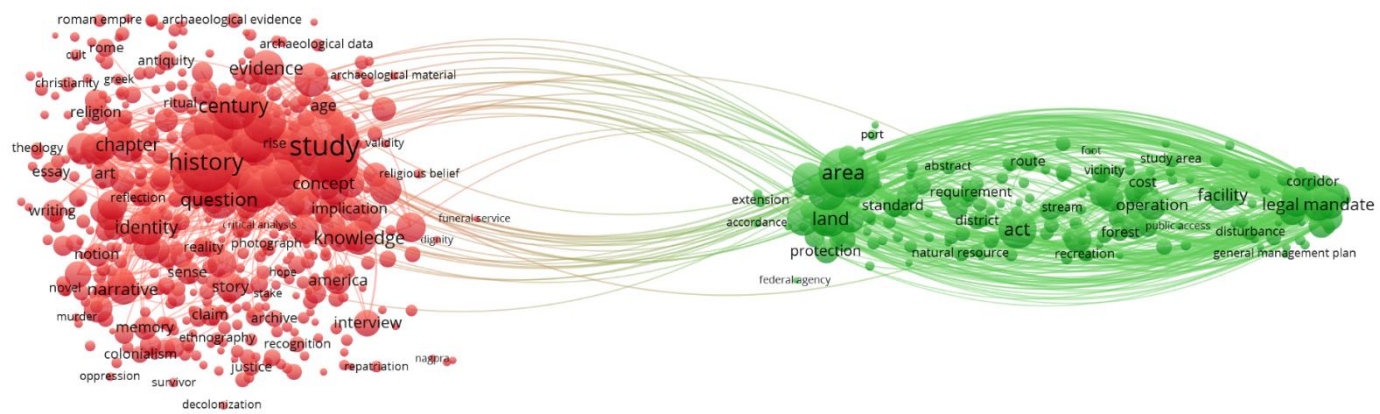 roman empire
archaeological evidence
cult
rome
archaeological data
antiquity
evidence
archaeological material
christianity
greek
ritual
century
age
religion
rise
study
validity
theology
chapter
history
religious belief
essay
art
concept
reflection
question
implication
writing
critical analysis
funeral service
identity
knowledge
dignity
reality
photograph
notion
sense
hope
america
novel
narrative
story
stake
murder
claim
archive
interview
memory
ethnography
recognition
colonialism
justice
repatriation
nagpra
oppression
survivor
decolonization
port
area
abstract
route
foot
study area
vicinity
extension
standard
requirement
cost
facility
corridor
legal mandate
accordance
land
district
stream
operation
act
forest
public access
disturbance
protection
natural resource
recreation
general management plan
federal agency